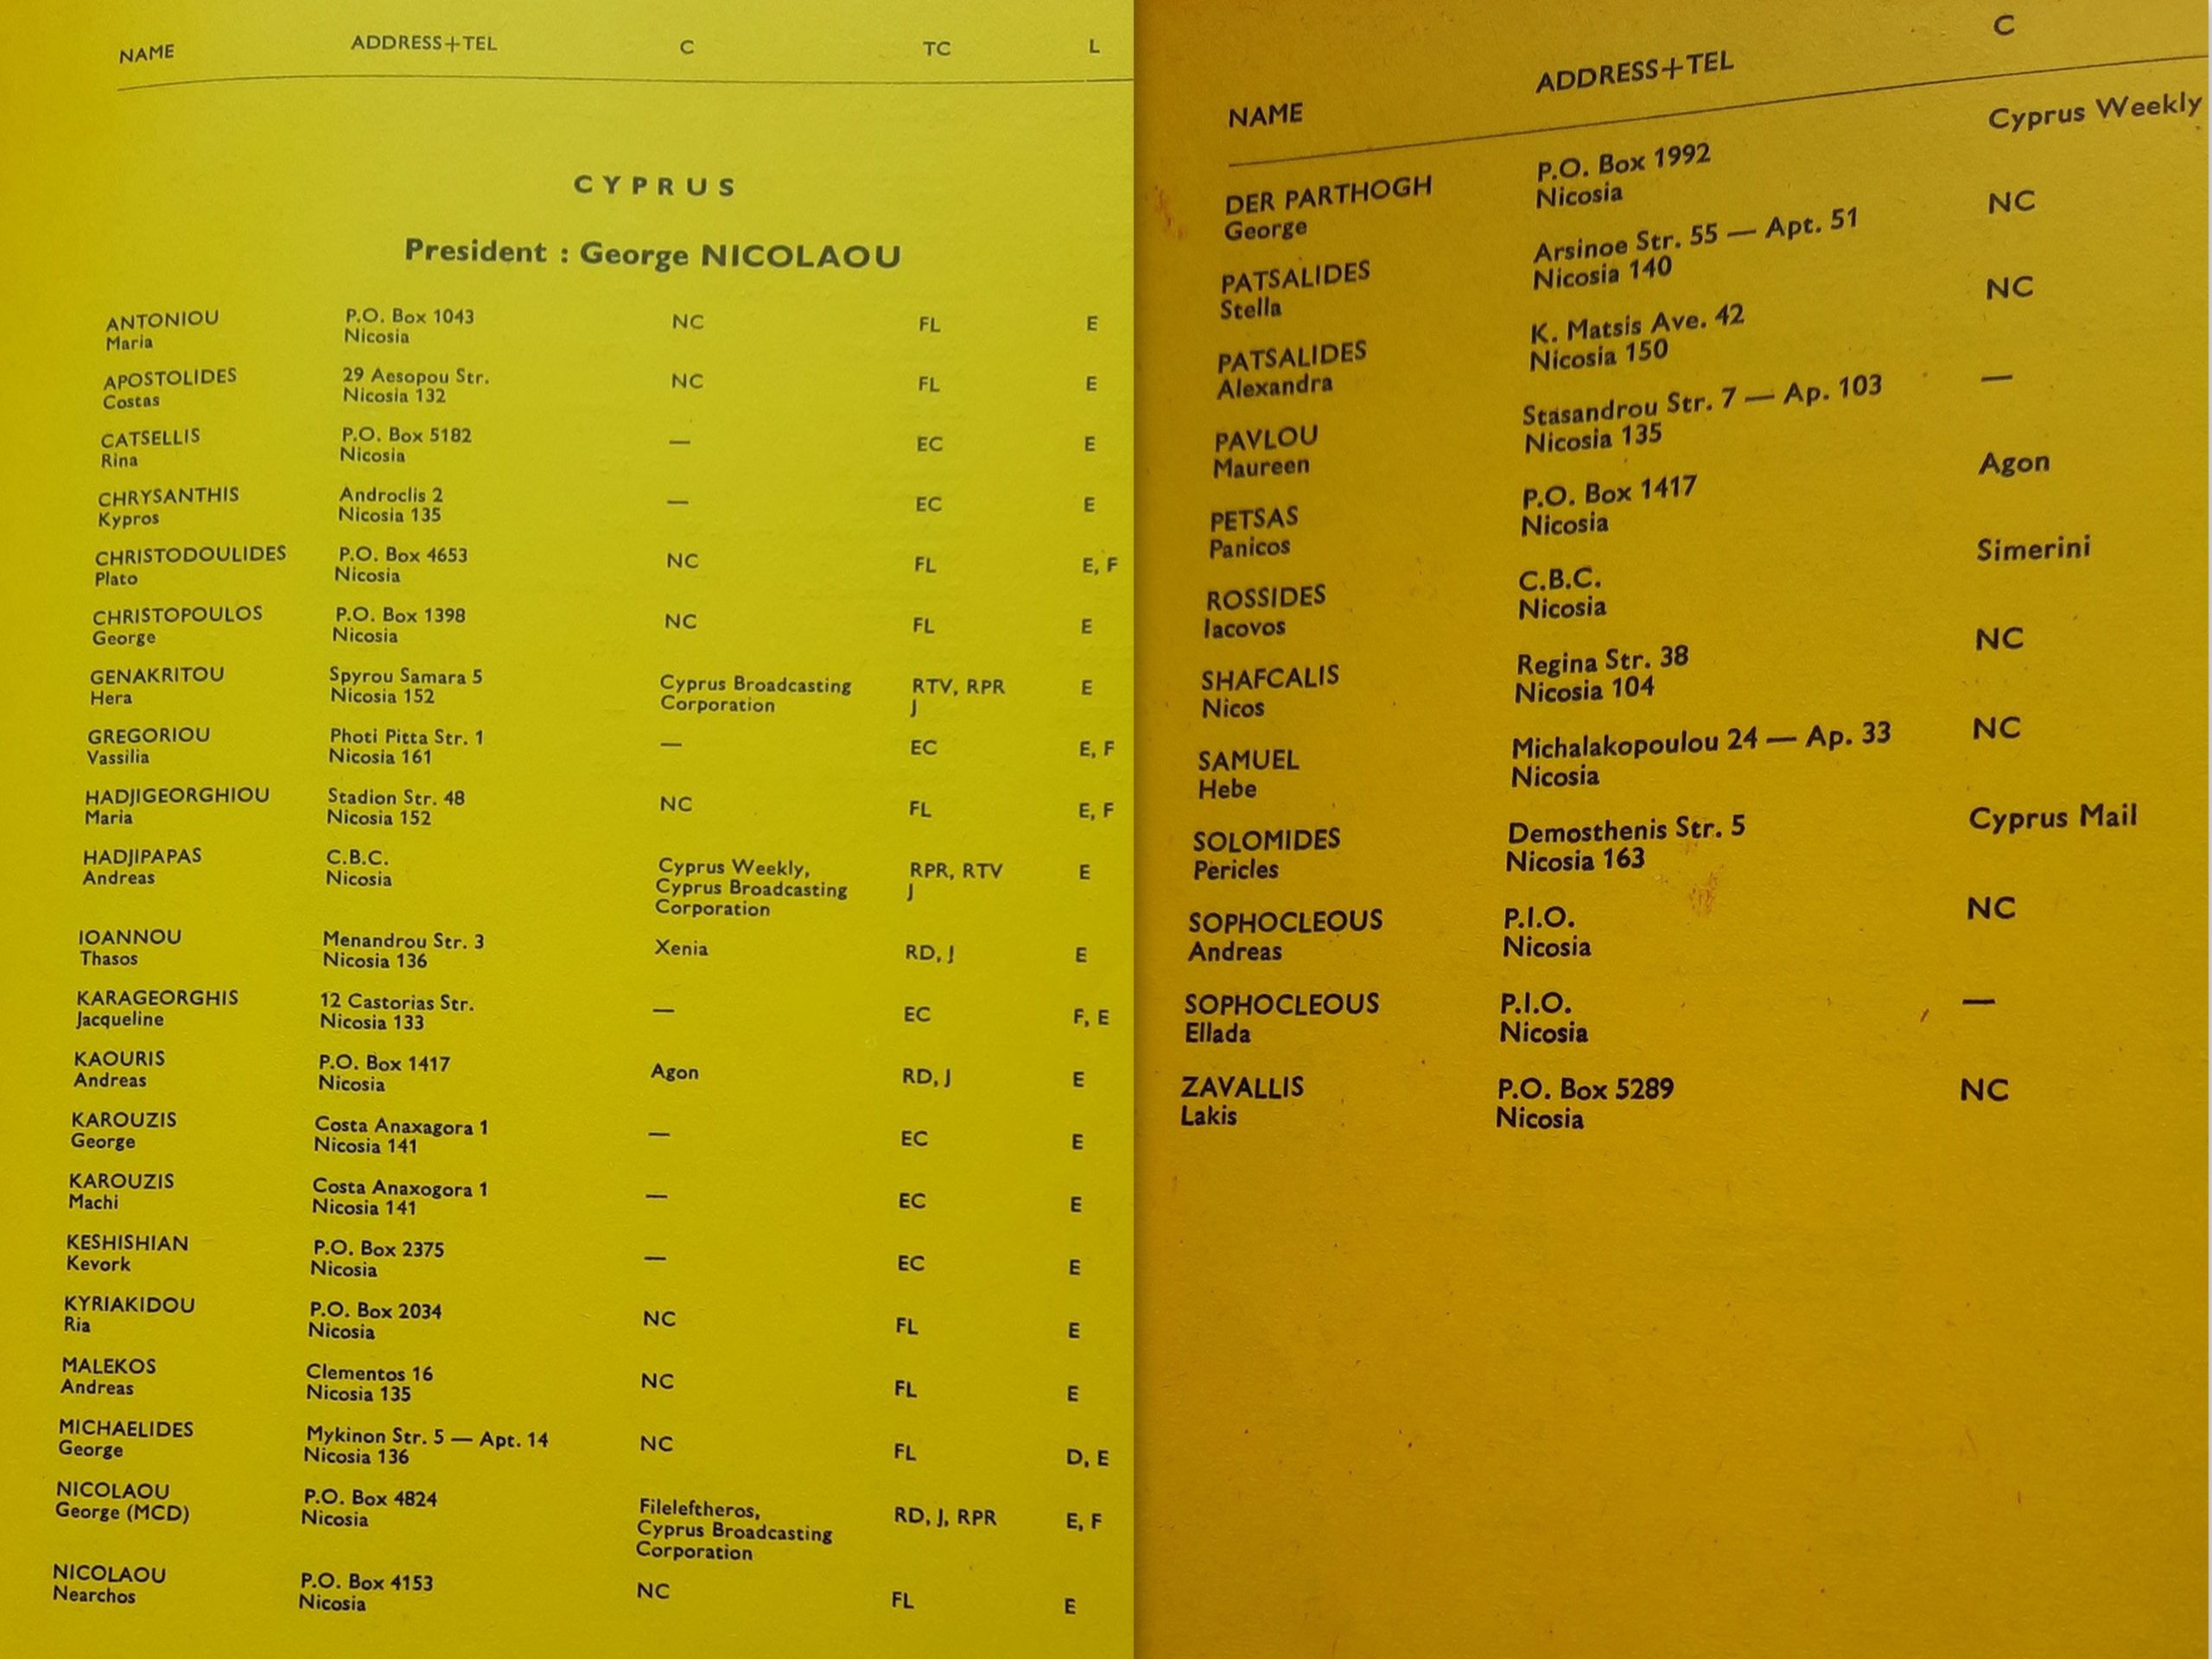 NAME ADDRESS+TEL C TC L
CYPRUS
President : George NICOLAOU
ANTONIOU P.O. Box 1043 NC FL E
Maria Nicosia
APOSTOLIDES 29 Aesopou Str. NC FL E
Costas Nicosia 132
CATSELLIS P.O. Box 5182 — EC E
Rina Nicosia
CHRYSANTHIS Androclis 2 — EC E
Kypros Nicosia 135
CHRISTODOULIDES P.O. Box 4653 NC FL E, F
Plato Nicosia
CHRISTOPOULOS P.O. Box 1398 NC FL E
George Nicosia
GENAKRITOU Spyrou Samara 5 Cyprus Broadcasting RTV, RPR E
Hera Nicosia 152 Corporation J
GREGORIOU Photi Pitta Str. 1 — EC E, F
Vassilia Nicosia 161
HADJIGEORGHIOU Stadion Str. 48 NC FL E, F
Maria Nicosia 152
HADJIPAPAS C.B.C. Cyprus Weekly, RPR, RTV E
Andreas Nicosia Cyprus Broadcasting J
Corporation
IOANNOU Menandrou Str. 3 Xenia RD, J E
Thasos Nicosia 136
KARAGEORGHIS 12 Castorias Str. — EC F, E
Jacqueline Nicosia 133
KAOURIS P.O. Box 1417 Agon RD, J E
Andreas Nicosia
KAROUZIS Costa Anaxagora 1 — EC E
George Nicosia 141
KAROUZIS Costa Anaxogora 1 — EC E
Machi Nicosia 141
KESHISHIAN P.O. Box 2375 — EC E
Kevork Nicosia
KYRIAKIDOU P.O. Box 2034 NC FL E
Ria Nicosia
MALEKOS Clementos 16 NC FL E
Andreas Nicosia 135
MICHAELIDES Mykinon Str. 5 — Apt. 14 NC FL D, E
George Nicosia 136
NICOLAOU P.O. Box 4824 Fileleftheros, RD, J, RPR E, F
George (MCD) Nicosia Cyprus Broadcasting
Corporation
NICOLAOU P.O. Box 4153 NC FL E
Nearchos Nicosia
NAME ADDRESS+TEL C
DER PARTHOGH P.O. Box 1992 Cyprus Weekly
George Nicosia
PATSALIDES Arsinoe Str. 55 — Apt. 51 NC
Stella Nicosia 140
PATSALIDES K. Matsis Ave. 42 NC
Alexandra Nicosia 150
PAVLOU Stasandrou Str. 7 — Ap. 103 —
Maureen Nicosia 135
PETSAS P.O. Box 1417 Agon
Panicos Nicosia
ROSSIDES C.B.C. Simerini
Iacovos Nicosia
SHAFCALIS Regina Str. 38 NC
Nicos Nicosia 104
SAMUEL Michalakopoulou 24 — Ap. 33 NC
Hebe Nicosia
SOLOMIDES Demosthenis Str. 5 Cyprus Mail
Pericles Nicosia 163
SOPHOCLEOUS P.I.O. NC
Andreas Nicosia
SOPHOCLEOUS P.I.O. —
Ellada Nicosia
ZAVALLIS P.O. Box 5289 NC
Lakis Nicosia